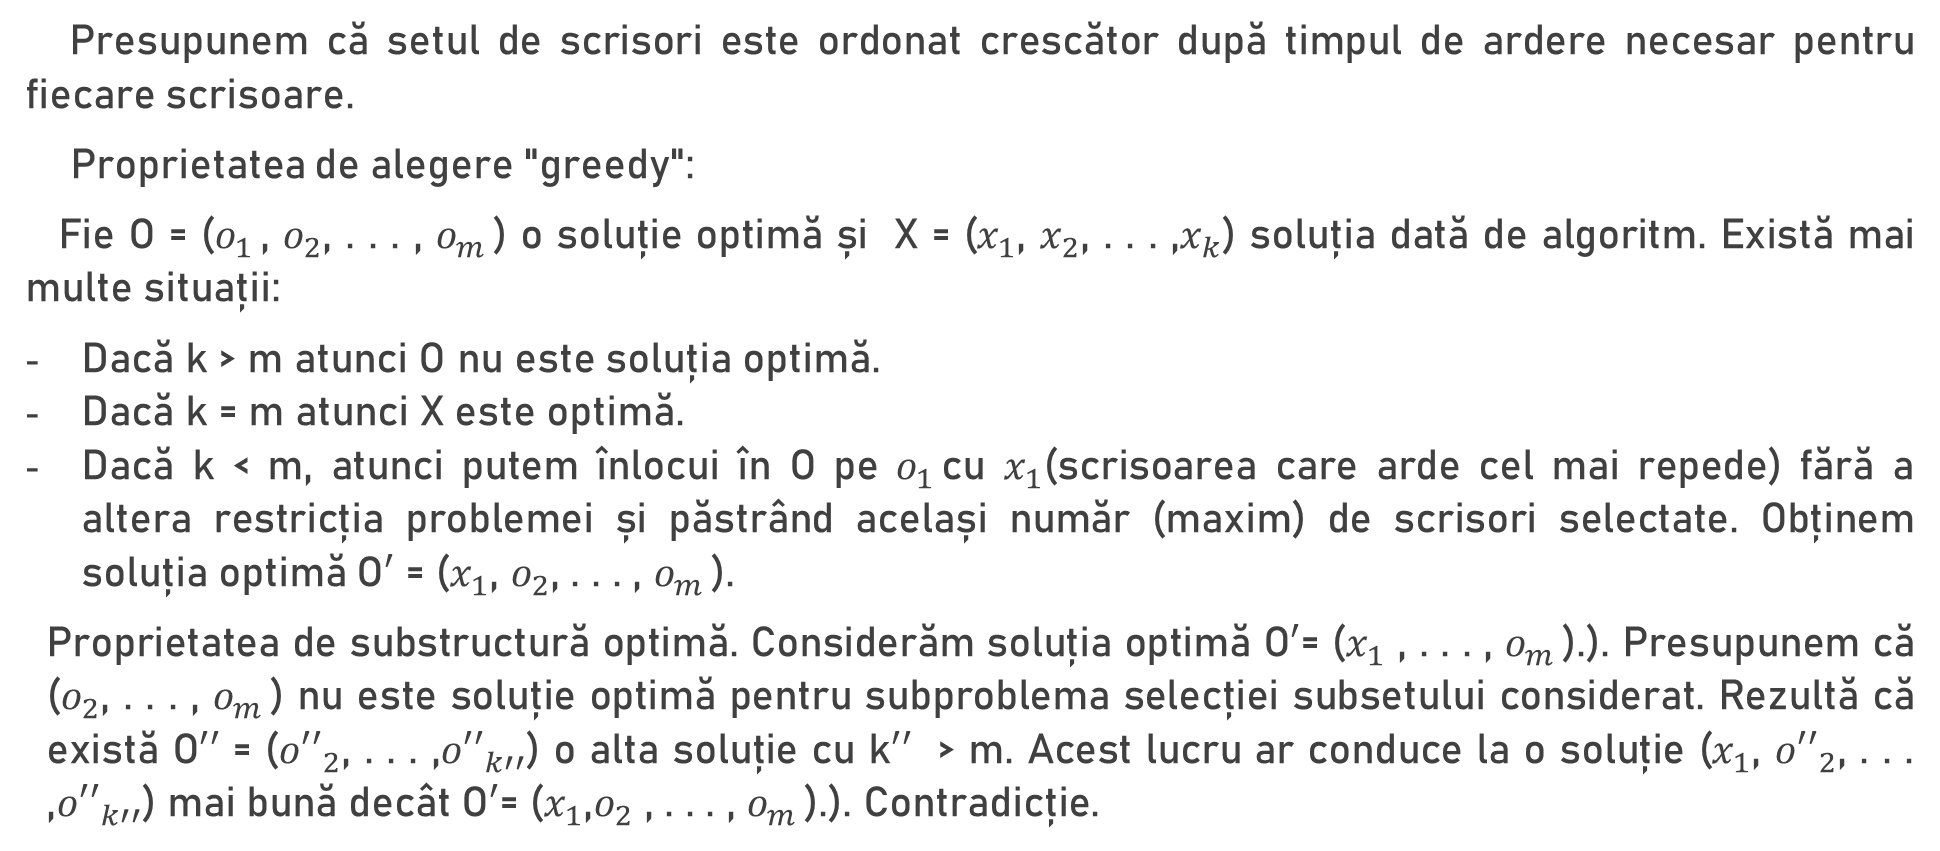 Presupunem că setul de scrisori este ordonat crescător după timpul de ardere necesar pentru
fiecare scrisoare.
Proprietatea de alegere "greedy":
Fie O = (𝑜₁ , 𝑜₂, . . . , 𝑜ₘ ) o soluție optimă și X = (𝑥₁, 𝑥₂, . . . ,𝑥ₖ) soluția dată de algoritm. Există mai
multe situații:
- Dacă k > m atunci O nu este soluția optimă.
- Dacă k = m atunci X este optimă.
- Dacă k < m, atunci putem înlocui în O pe 𝑜₁ cu 𝑥₁(scrisoarea care arde cel mai repede) fără a
altera restricția problemei și păstrând același număr (maxim) de scrisori selectate. Obținem
soluția optimă O′ = (𝑥₁, 𝑜₂, . . . , 𝑜ₘ ).
Proprietatea de substructură optimă. Considerăm soluția optimă O′= (𝑥₁ , . . . , 𝑜ₘ ).). Presupunem că
(𝑜₂, . . . , 𝑜ₘ ) nu este soluție optimă pentru subproblema selecției subsetului considerat. Rezultă că
există O′′ = (𝑜′′₂, . . . ,𝑜′′ₖ′′) o alta soluție cu k′′ > m. Acest lucru ar conduce la o soluție (𝑥₁, 𝑜′′₂, . . .
,𝑜′′ₖ′′) mai bună decât O′= (𝑥₁,𝑜₂ , . . . , 𝑜ₘ ).). Contradicție.